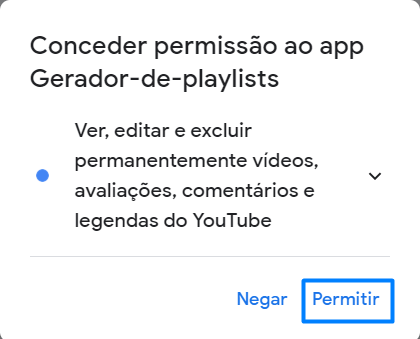 Conceder permissão ao app
Gerador-de-playlists
Ver, editar e excluir
permanentemente vídeos,
avaliações, comentários e
legendas do YouTube
Negar Permitir